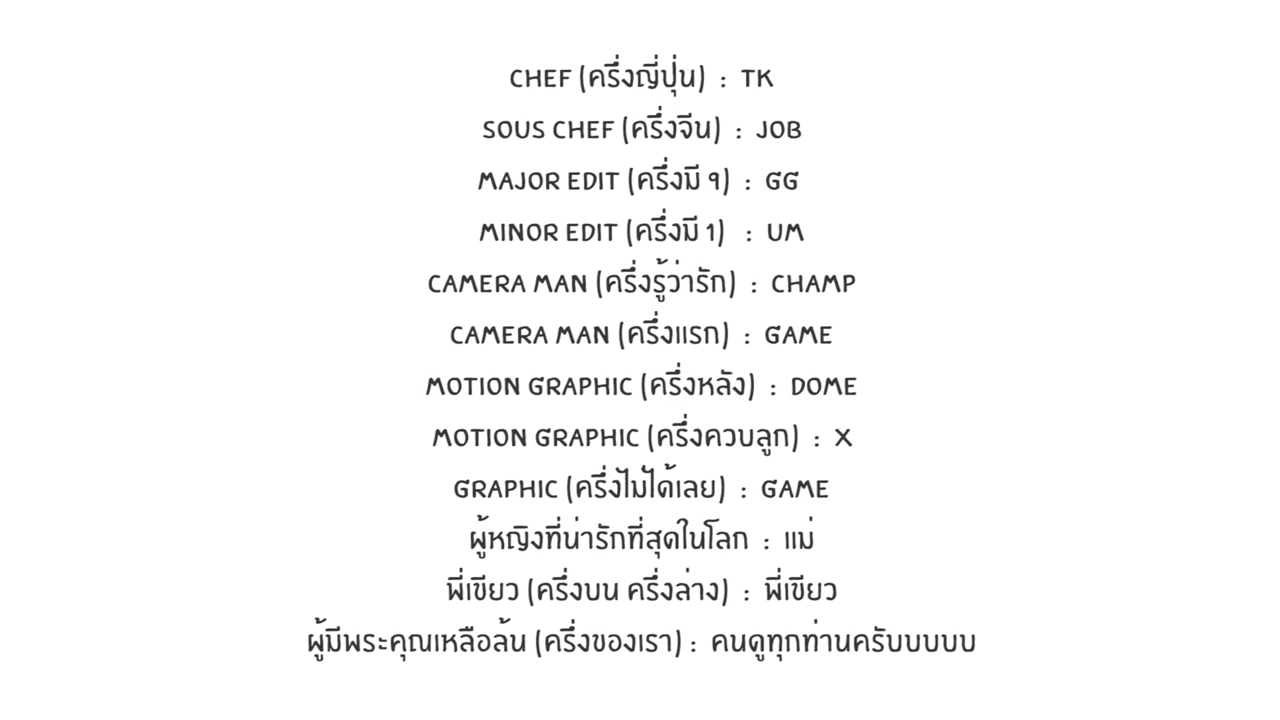 CHEF (ครึ่งญี่ปุ่น) : TK
SOUS CHEF (ครึ่งจีน) : JOB
MAJOR EDIT (ครึ่งมี ๆ) : GG
MINOR EDIT (ครึ่งมี 1) : UM
CAMERA MAN (ครึ่งรู้ว่ารัก) : CHAMP
CAMERA MAN (ครึ่งแรก) : GAME
MOTION GRAPHIC (ครึ่งหลัง) : DOME
MOTION GRAPHIC (ครึ่งควบลูก) : X
GRAPHIC (ครึ่งไม่ได้เลย) : GAME
ผู้หญิงที่น่ารักที่สุดในโลก : แม่
พี่เขียว (ครึ่งบน ครึ่งล่าง) : พี่เขียว
ผู้มีพระคุณเหลือล้น (ครึ่งของเรา) : คนดูทุกท่านครับบบบบ